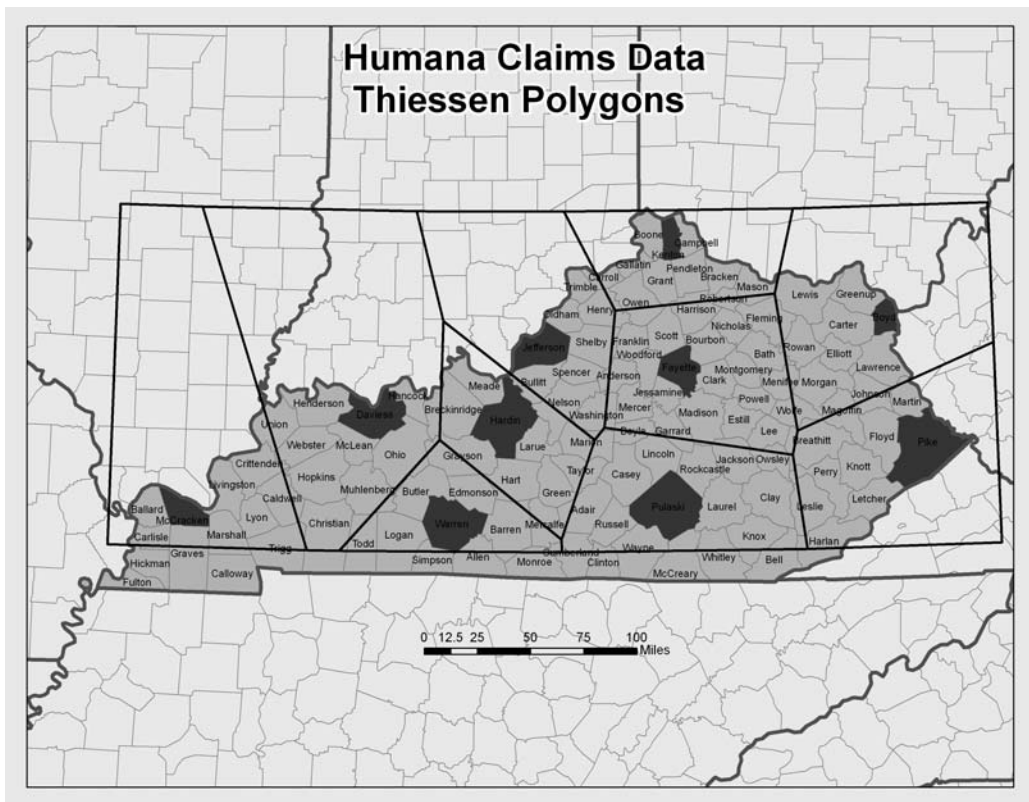 Humana Claims Data
Thiessen Polygons
Boone
Campbell
Kenton
Gallatin
Pendleton
Carroll
Grant
Bracken
Trimble
Mason
Owen
Robertson
Lewis
Greenup
Henry
Harrison
Oldham
Fleming
Boyd
Nicholas
Carter
Jefferson
Shelby
Franklin
Scott
Bourbon
Rowan
Woodford
Bath
Elliott
Fayette
Lawrence
Spencer
Anderson
Clark
Montgomery
Bullitt
Menifee
Morgan
Meade
Jessamine
Johnson
Martin
Hancock
Nelson
Mercer
Powell
Magoffin
Henderson
Daviess
Breckinridge
Hardin
Washington
Madison
Estill
Wolfe
Union
Boyle
Garrard
Lee
Breathitt
Floyd
Pike
Webster
McLean
Larue
Marion
Ohio
Grayson
Lincoln
Jackson
Owsley
Crittenden
Taylor
Casey
Rockcastle
Perry
Knott
Hopkins
Hart
Livingston
Muhlenberg
Butler
Edmonson
Green
Caldwell
Clay
Letcher
Ballard
Adair
Pulaski
Laurel
Leslie
McCracken
Lyon
Christian
Warren
Barren
Metcalfe
Russell
Carlisle
Marshall
Logan
Knox
Todd
Harlan
Graves
Trigg
Cumberland
Wayne
Hickman
Simpson
Allen
Monroe
Clinton
Whitley
Bell
Calloway
McCreary
Fulton
0 12.5 25 50 75 100
Miles